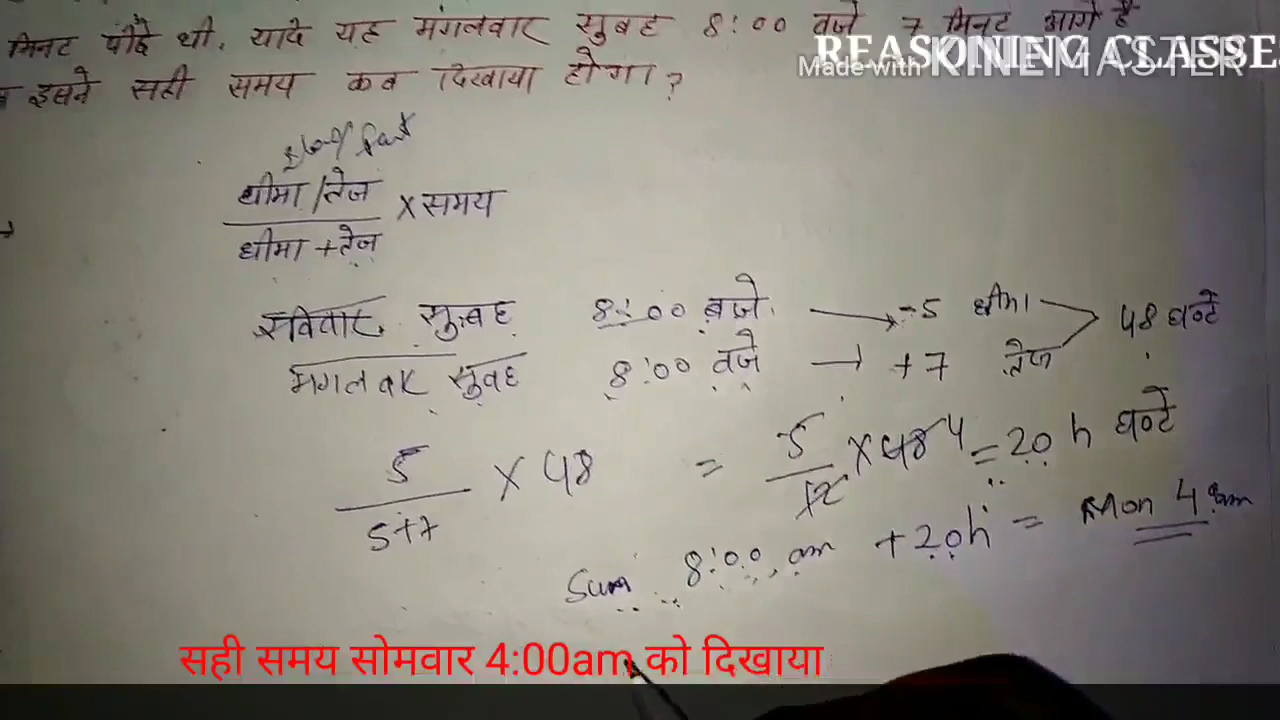 मिनट पीछे थी, यदि यह मंगलवार सुबह 8:00 बजे 7 मिनट आगे है
REASONING CLASSE
Made with KINEMASTER
इसने सही समय कब दिखाया होगा?
slow/fast
धीमा/तेज × समय
धीमा + तेज
रविवार सुबह 8:00 बजे → -5 धीमा
48 घण्टे
मंगलवार सुबह 8:00 बजे → +7 तेज
5/5+7 × 48 = 5/12 × 48 4 = 20 h घण्टे
Sun 8:00 am + 20h = Mon 4 am
सही समय सोमवार 4:00am को दिखाया